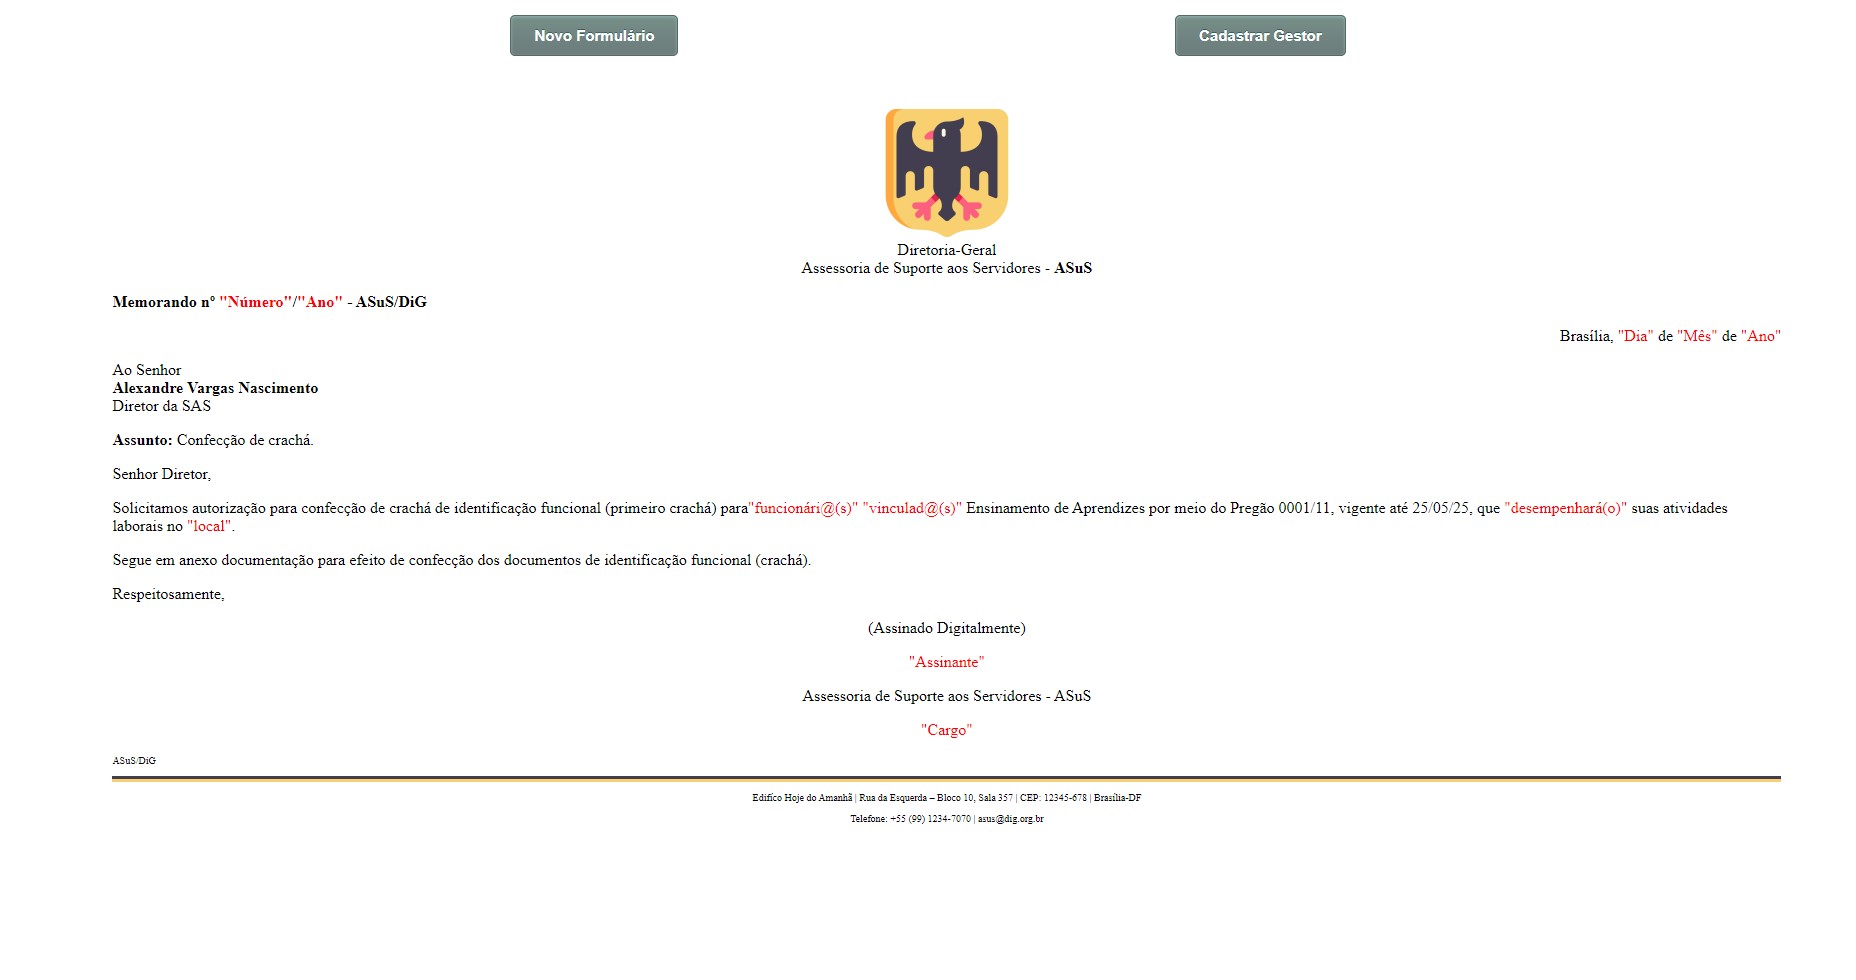 Novo Formulário
Cadastrar Gestor
Diretoria-Geral
Assessoria de Suporte aos Servidores - ASuS
Memorando nº "Número"/"Ano" - ASuS/DiG
Brasília, "Dia" de "Mês" de "Ano"
Ao Senhor
Alexandre Vargas Nascimento
Diretor da SAS
Assunto: Confecção de crachá.
Senhor Diretor,
Solicitamos autorização para confecção de crachá de identificação funcional (primeiro crachá) para"funcionári@(s)" "vinculad@(s)" Ensinamento de Aprendizes por meio do Pregão 0001/11, vigente até 25/05/25, que "desempenhará(o)" suas atividades
laborais no "local".
Segue em anexo documentação para efeito de confecção dos documentos de identificação funcional (crachá).
Respeitosamente,
(Assinado Digitalmente)
"Assinante"
Assessoria de Suporte aos Servidores - ASuS
"Cargo"
ASuS/DiG
Edifíco Hoje do Amanhã | Rua da Esquerda – Bloco 10, Sala 357 | CEP: 12345-678 | Brasília-DF
Telefone: +55 (99) 1234-7070 | asus@dig.org.br